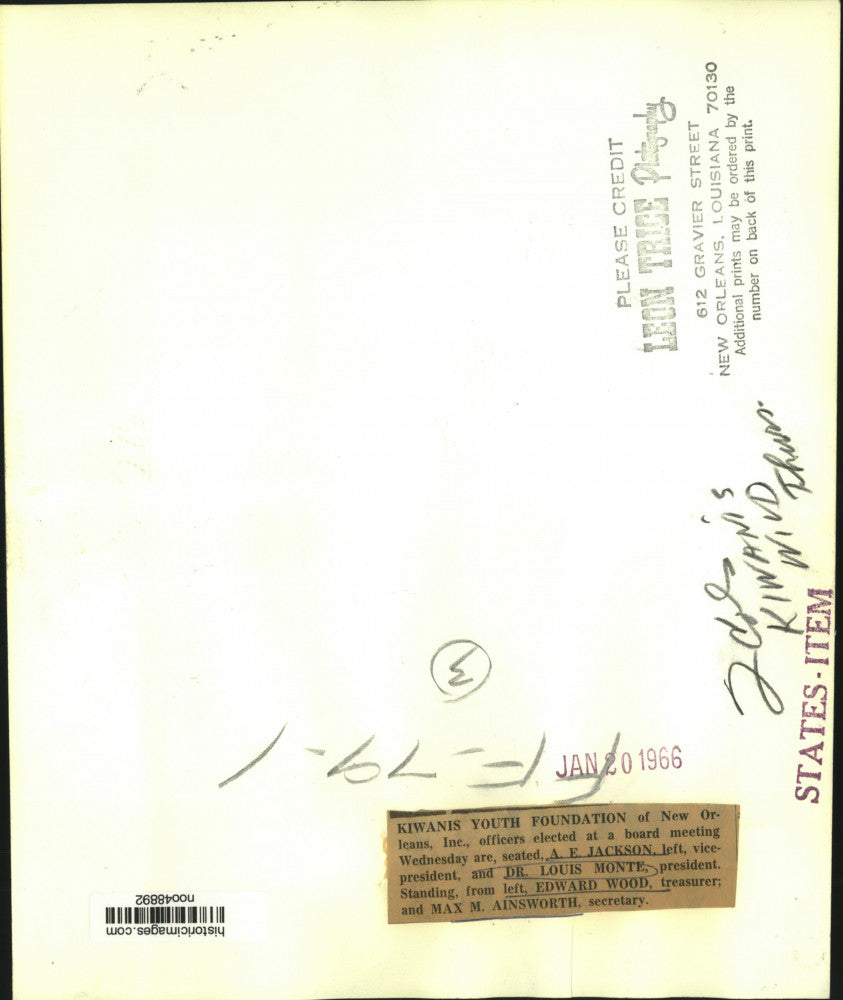 PLEASE CREDIT
LEON TRICE Photography
612 GRAVIER STREET
NEW ORLEANS, LOUISIANA 70130
Additional prints may be ordered by the
number on back of this print.
KIWANIS
Thurs.
STATES-ITEM
JAN 20 1966
KIWANIS YOUTH FOUNDATION of New Or-
leans, Inc., officers elected at a board meeting
Wednesday are, seated, A. E. JACKSON, left, vice-
president, and DR. LOUIS MONTE, president.
Standing, from left, EDWARD WOOD, treasurer;
and MAX M. AINSWORTH, secretary.
historicimages.com
noo48892